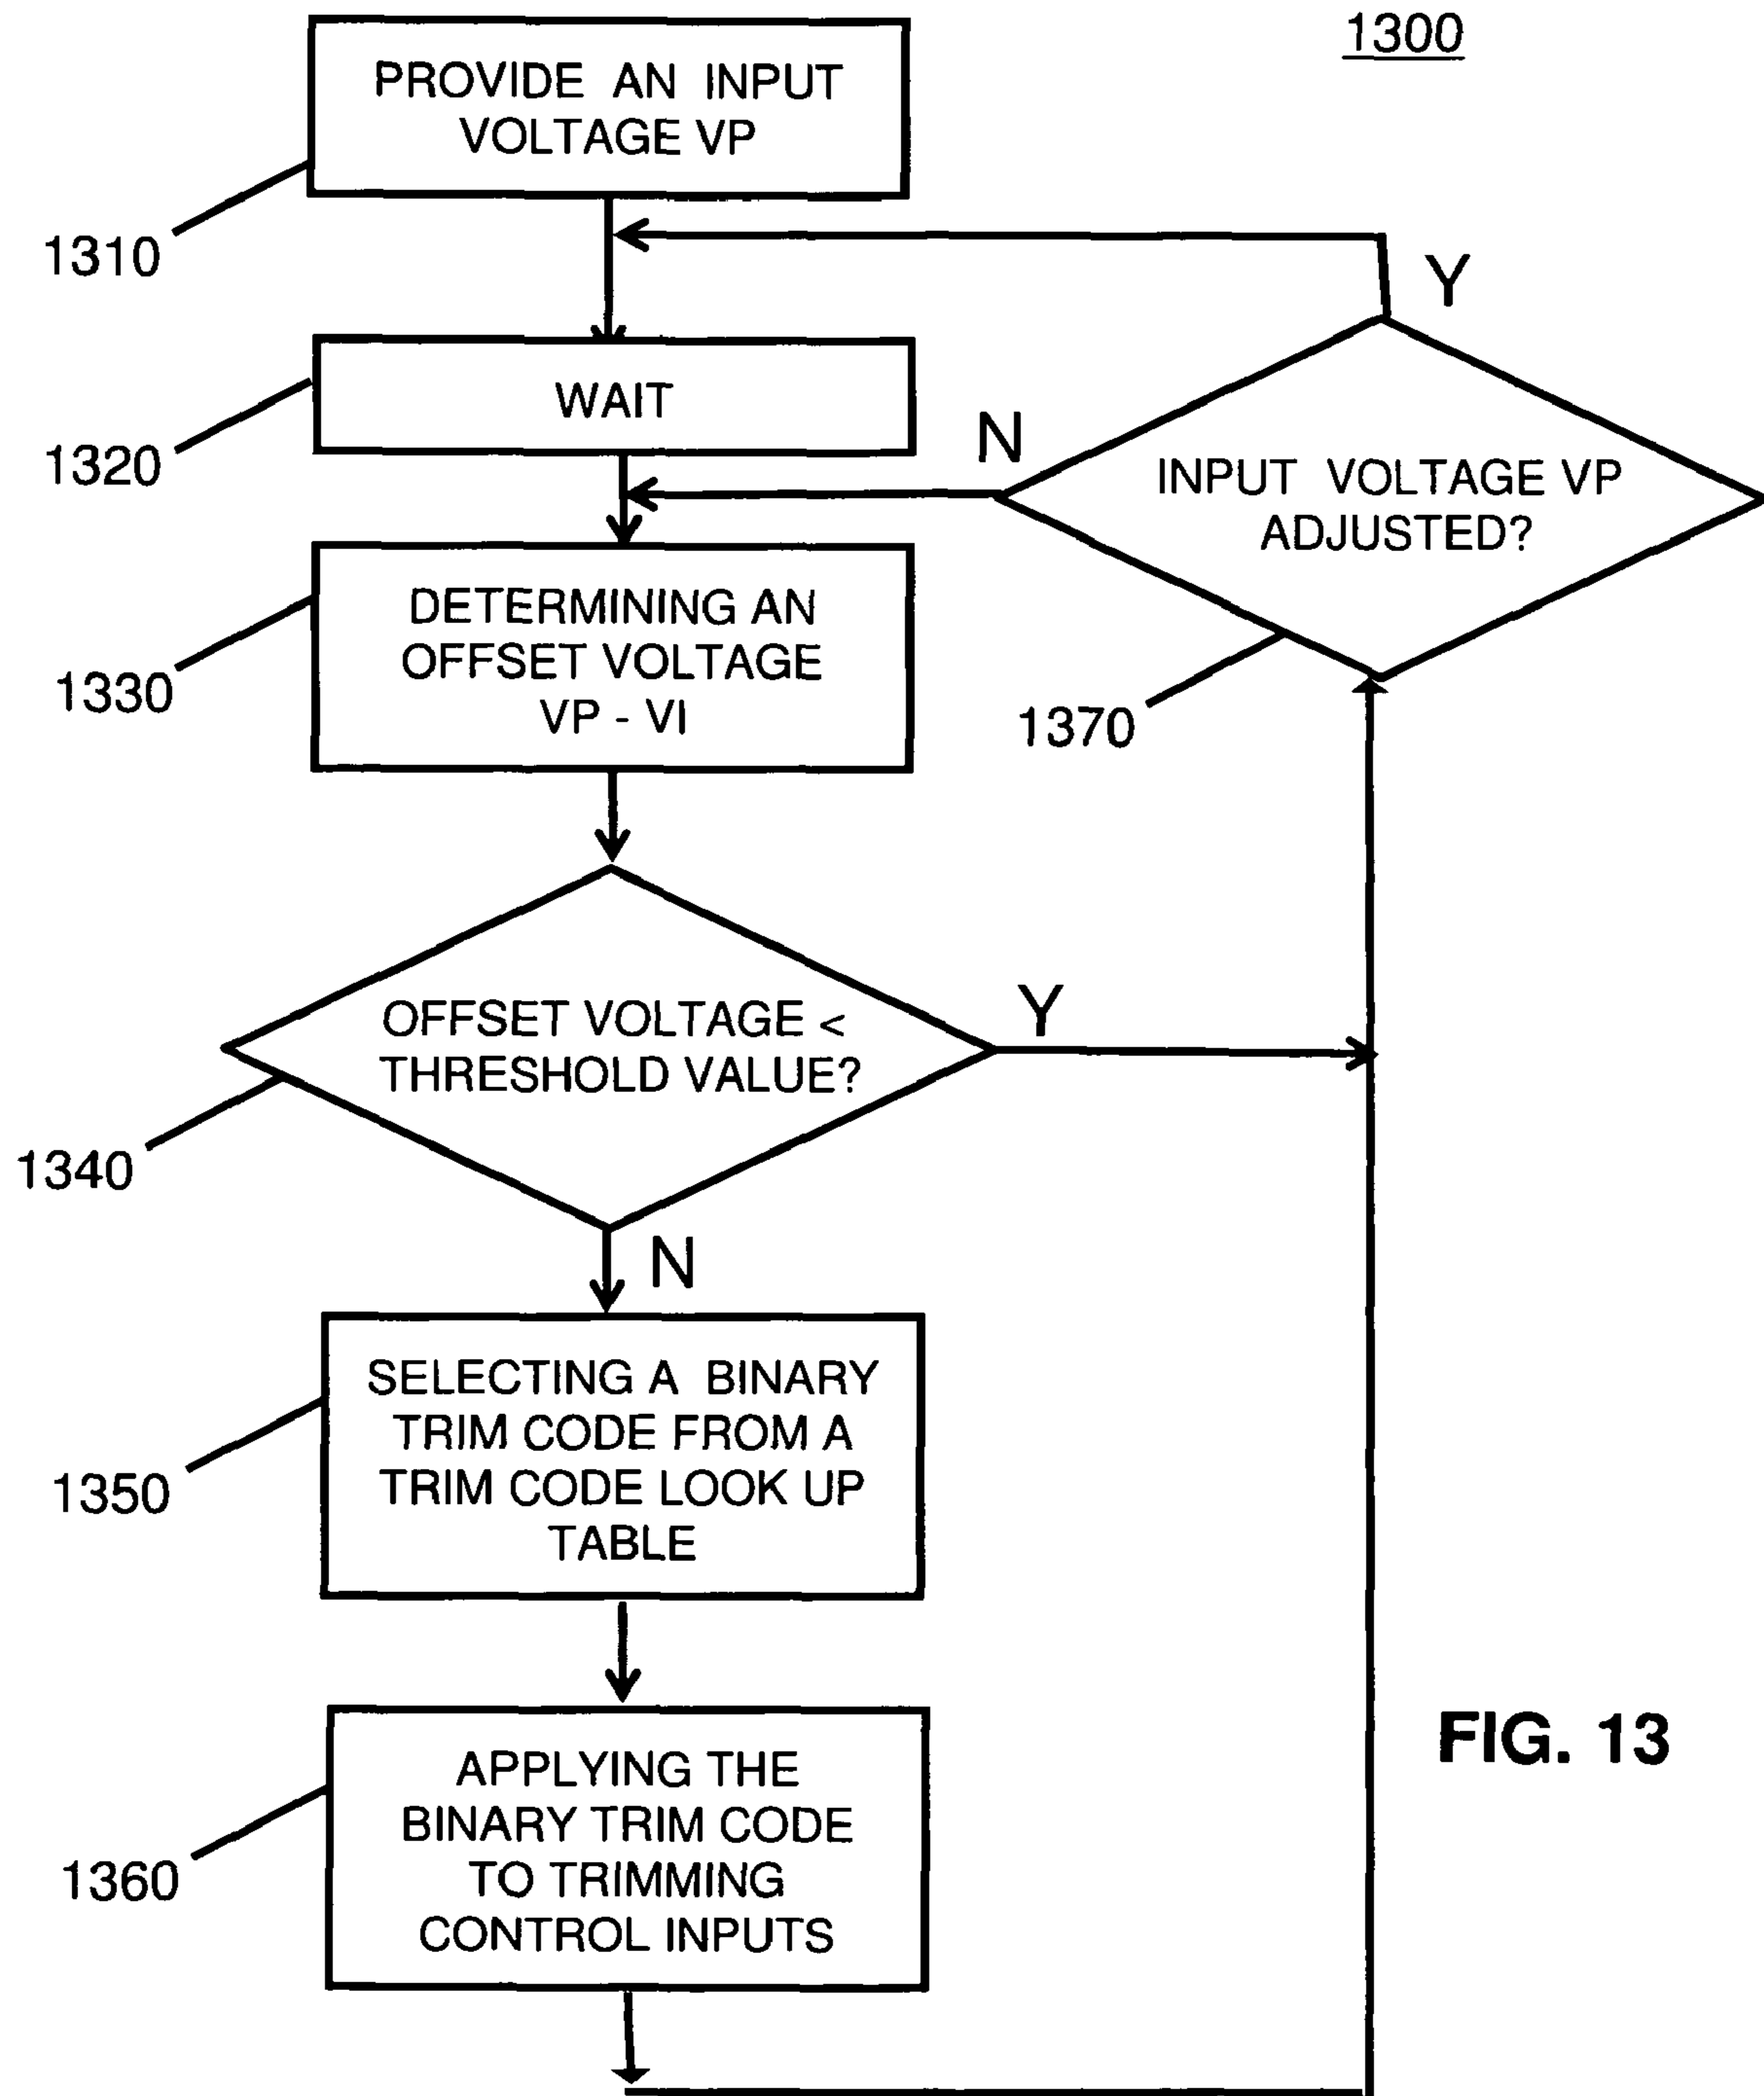 1300
PROVIDE AN INPUT
VOLTAGE VP
1310
Y
WAIT
1320
N
INPUT VOLTAGE VP
ADJUSTED?
1370
DETERMINING AN
OFFSET VOLTAGE
VP - VI
1330
OFFSET VOLTAGE <
THRESHOLD VALUE?
Y
1340
N
SELECTING A BINARY
TRIM CODE FROM A
TRIM CODE LOOK UP
TABLE
1350
APPLYING THE
BINARY TRIM CODE
TO TRIMMING
CONTROL INPUTS
1360
FIG. 13